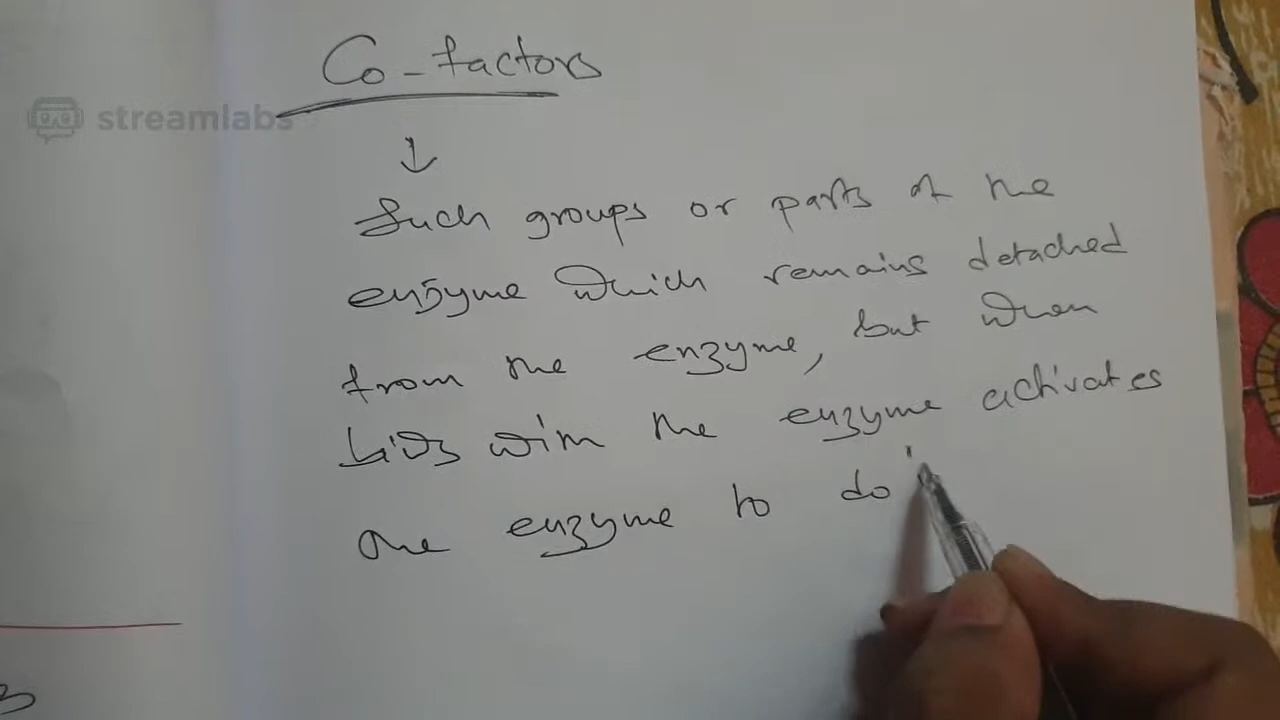 Co-factors
streamlabs
↓
Such groups or parts of the
enzyme which remains detached
from the enzyme, but when
with the enzyme activates
the enzyme to do